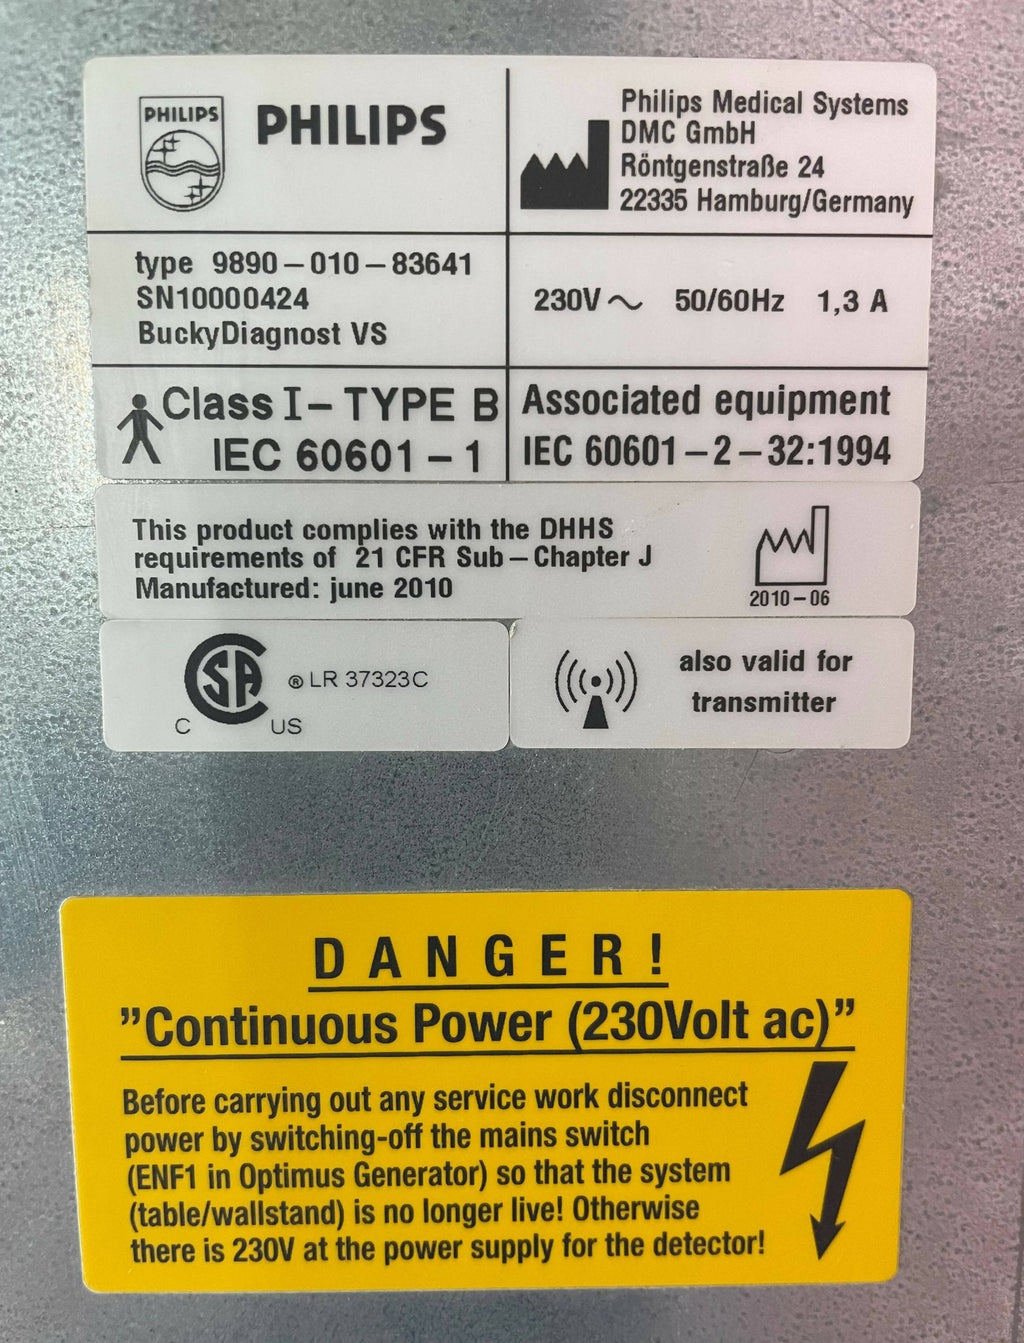 PHILIPS
PHILIPS
Philips Medical Systems
DMC GmbH
Röntgenstraße 24
22335 Hamburg/Germany
type 9890-010-83641
SN10000424
BuckyDiagnost VS
230V～ 50/60Hz 1,3 A
Class I - TYPE B
IEC 60601-1
Associated equipment
IEC 60601-2-32:1994
This product complies with the DHHS
requirements of 21 CFR Sub-Chapter J
Manufactured: june 2010
2010-06
CSA
® LR 37323C
C US
also valid for
transmitter
DANGER!
"Continuous Power (230Volt ac)"
Before carrying out any service work disconnect
power by switching-off the mains switch
(ENF1 in Optimus Generator) so that the system
(table/wallstand) is no longer live! Otherwise
there is 230V at the power supply for the detector!